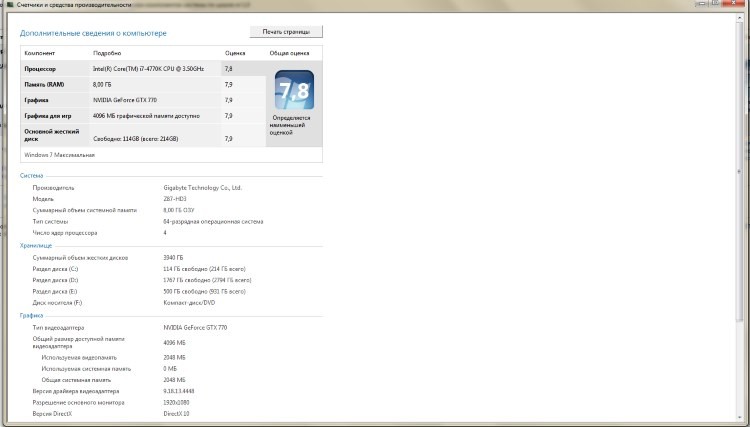 Счетчики и средства производительности
Дополнительные сведения о компьютере
Печать страницы
Компонент Подробно Оценка Общая оценка
Процессор Intel(R) Core(TM) i7-4770K CPU @ 3.50GHz 7,8
Память (RAM) 8,00 ГБ 7,9
Графика NVIDIA GeForce GTX 770 7,9
Графика для игр 4096 МБ графической памяти доступно 7,9
Основной жесткий диск Свободно: 114GB (всего: 214GB) 7,9
7,8
Определяется
наименьшей
оценкой
Windows 7 Максимальная
Система
Производитель Gigabyte Technology Co., Ltd.
Модель Z87-HD3
Суммарный объем системной памяти 8,00 ГБ ОЗУ
Тип системы 64-разрядная операционная система
Число ядер процессора 4
Хранилище
Суммарный объем жестких дисков 3940 ГБ
Раздел диска (C:) 114 ГБ свободно (214 ГБ всего)
Раздел диска (D:) 1767 ГБ свободно (2794 ГБ всего)
Раздел диска (E:) 500 ГБ свободно (931 ГБ всего)
Диск носителя (F:) Компакт-диск/DVD
Графика
Тип видеоадаптера NVIDIA GeForce GTX 770
Общий размер доступной памяти
видеоадаптера 4096 МБ
Используемая видеопамять 2048 МБ
Используемая системная память 0 МБ
Общая системная память 2048 МБ
Версия драйвера видеоадаптера 9.18.13.4448
Разрешение основного монитора 1920x1080
Версия DirectX DirectX 10